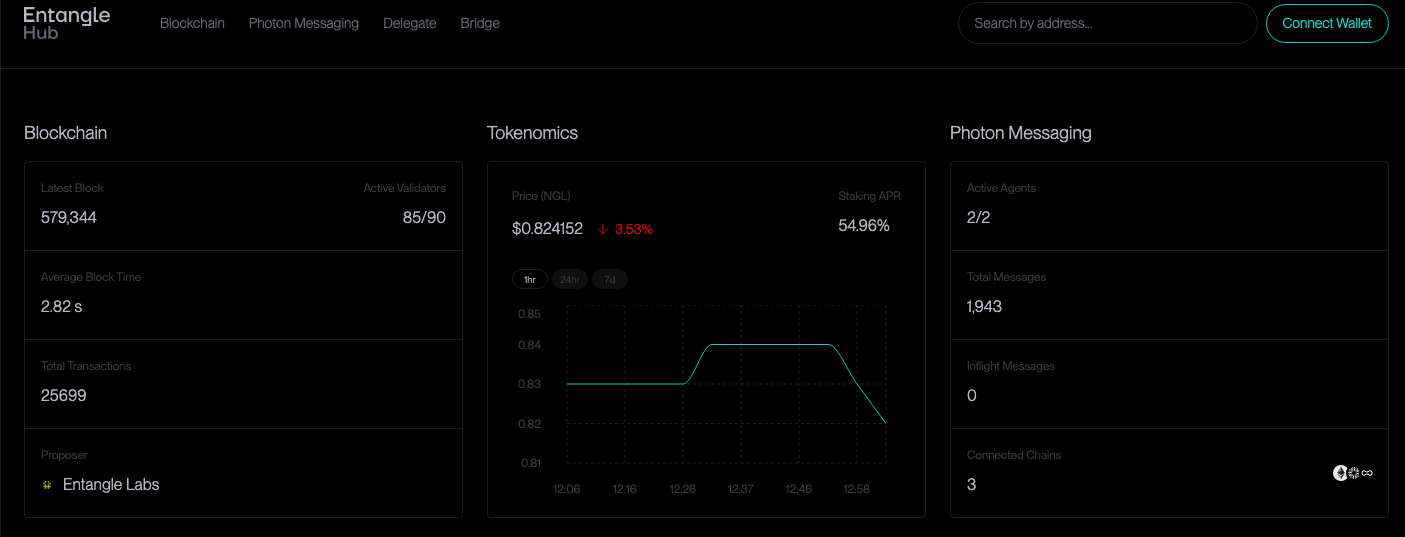 Entangle
Hub
Blockchain
Photon Messaging
Delegate
Bridge
Search by address...
Connect Wallet
Blockchain
Latest Block
579,344
Active Validators
85/90
Average Block Time
2.82 s
Total Transactions
25699
Proposer
Entangle Labs
Tokenomics
Price (NGL)
$0.824152 ↓ 3.53%
Staking APR
54.96%
1hr
24hr
7d
0.85
0.84
0.83
0.82
0.81
12:06
12:16
12:26
12:37
12:46
12:58
Photon Messaging
Active Agents
2/2
Total Messages
1,943
Inflight Messages
0
Connected Chains
3